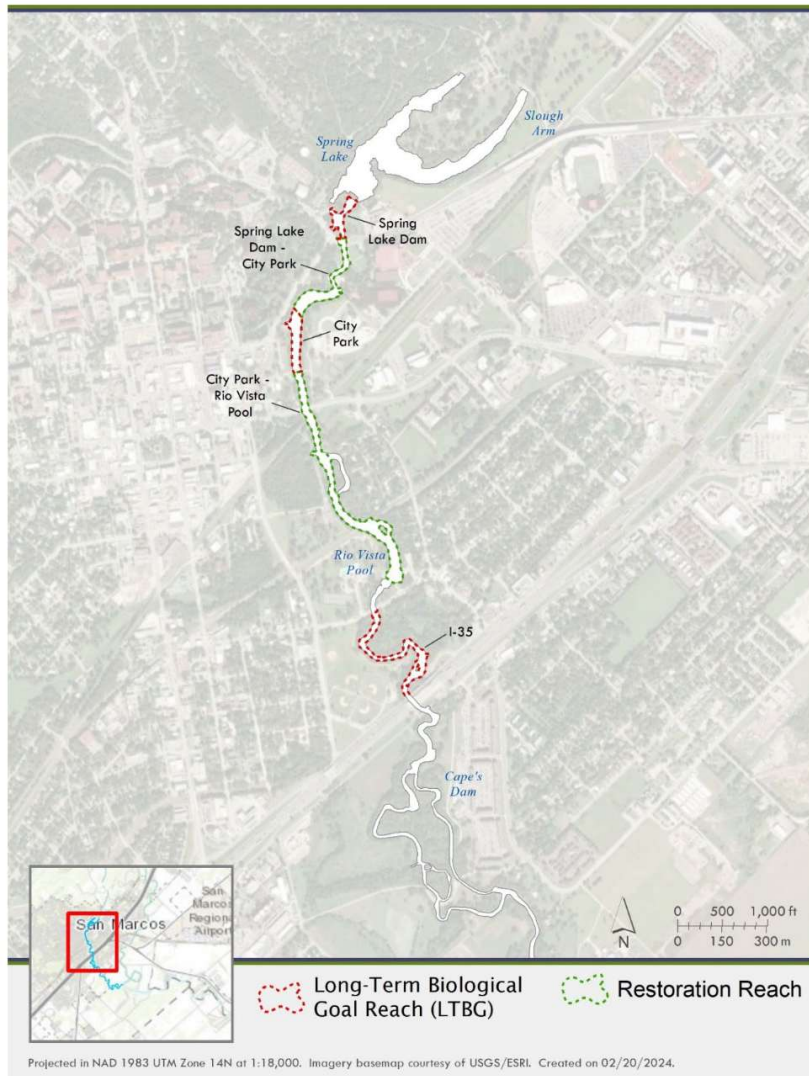 Spring
Lake
Slough
Arm
Spring
Lake Dam
Spring Lake
Dam -
City Park
City
Park
City Park -
Rio Vista
Pool
Rio Vista
Pool
I-35
Cape's
Dam
San Marcos
San
Marcos
Regional
Airport
N
0 500 1,000 ft
0 150 300 m
Long-Term Biological
Goal Reach (LTBG)
Restoration Reach
Projected in NAD 1983 UTM Zone 14N at 1:18,000. Imagery basemap courtesy of USGS/ESRI. Created on 02/20/2024.